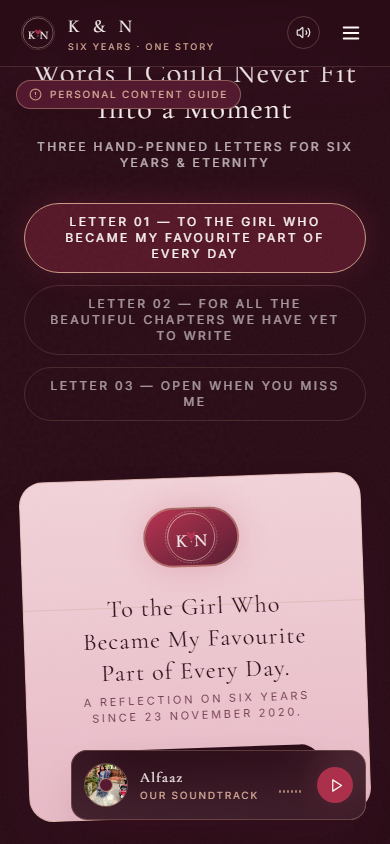 K N
K & N
SIX YEARS · ONE STORY
Words I Could Never Fit
Into a Moment
PERSONAL CONTENT GUIDE
THREE HAND-PENNED LETTERS FOR SIX
YEARS & ETERNITY
LETTER 01 — TO THE GIRL WHO
BECAME MY FAVOURITE PART OF
EVERY DAY
LETTER 02 — FOR ALL THE
BEAUTIFUL CHAPTERS WE HAVE YET
TO WRITE
LETTER 03 — OPEN WHEN YOU MISS
ME
K N
To the Girl Who
Became My Favourite
Part of Every Day.
A REFLECTION ON SIX YEARS
SINCE 23 NOVEMBER 2020.
Alfaaz
OUR SOUNDTRACK